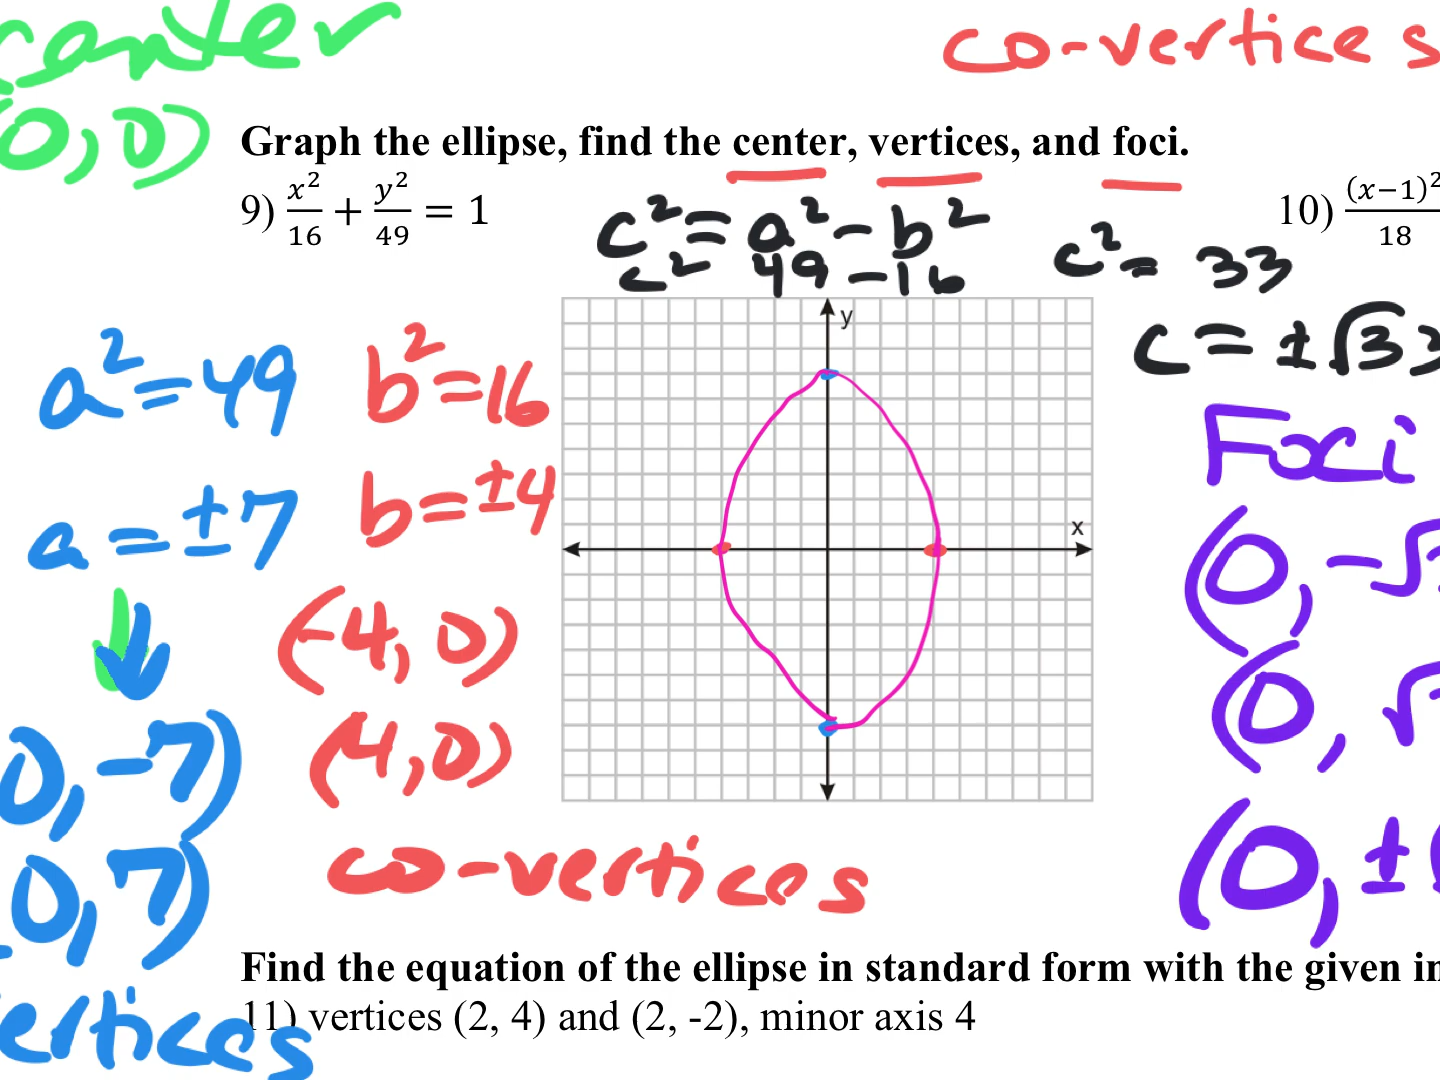 center
co-vertices
(0,0)
Graph the ellipse, find the center, vertices, and foci.
9) x²/16 + y²/49 = 1
10) (x−1)²/18
c² = a² − b²
c² = 49 − 16
c² = 33
c = ±√33
y
x
a² = 49
b² = 16
a = ±7
b = ±4
Foci
(-4, 0)
(4, 0)
(0, -√
(0, √
(0, ±
0, -7)
0, 7)
co-vertices
ertices
Find the equation of the ellipse in standard form with the given in
11) vertices (2, 4) and (2, -2), minor axis 4